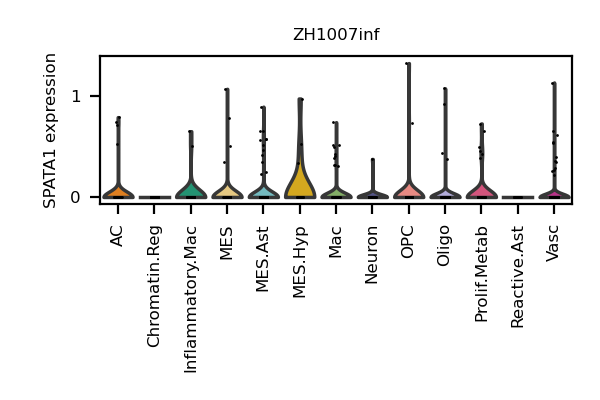 ZH1007inf
SPATA1 expression
1
0
AC
Chromatin.Reg
Inflammatory.Mac
MES
MES.Ast
MES.Hyp
Mac
Neuron
OPC
Oligo
Prolif.Metab
Reactive.Ast
Vasc